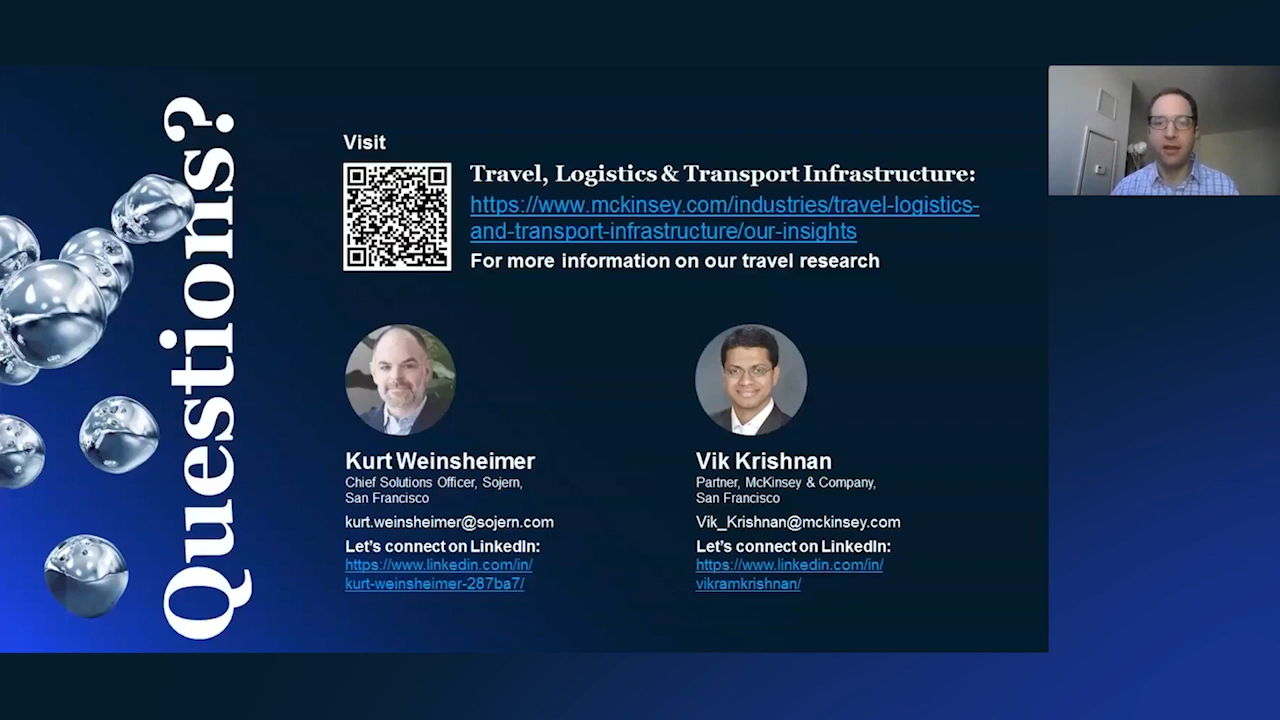 Questions?
Visit
Travel, Logistics & Transport Infrastructure:
https://www.mckinsey.com/industries/travel-logistics-
and-transport-infrastructure/our-insights
For more information on our travel research
Kurt Weinsheimer
Chief Solutions Officer, Sojern,
San Francisco
kurt.weinsheimer@sojern.com
Let's connect on LinkedIn:
https://www.linkedin.com/in/
kurt-weinsheimer-287ba7/
Vik Krishnan
Partner, McKinsey & Company,
San Francisco
Vik_Krishnan@mckinsey.com
Let's connect on LinkedIn:
https://www.linkedin.com/in/
vikramkrishnan/